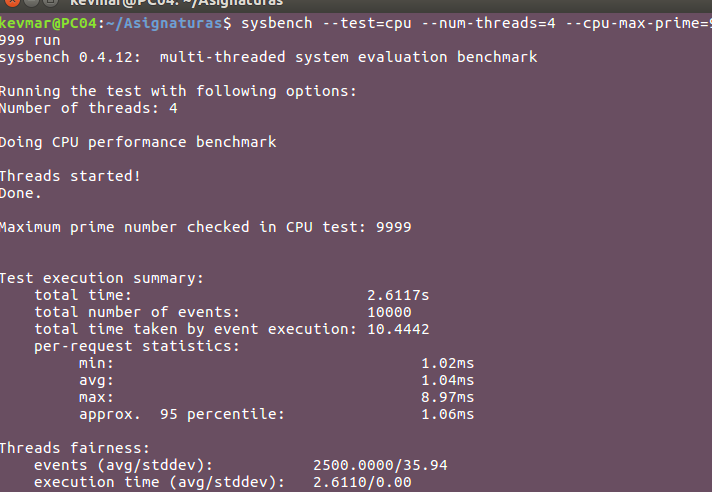 kevmar@PC04: ~/Asignaturas
kevmar@PC04:~/Asignaturas$ sysbench --test=cpu --num-threads=4 --cpu-max-prime=9
999 run
sysbench 0.4.12:  multi-threaded system evaluation benchmark
Running the test with following options:
Number of threads: 4
Doing CPU performance benchmark
Threads started!
Done.
Maximum prime number checked in CPU test: 9999
Test execution summary:
total time: 2.6117s
total number of events: 10000
total time taken by event execution: 10.4442
per-request statistics:
min: 1.02ms
avg: 1.04ms
max: 8.97ms
approx.  95 percentile: 1.06ms
Threads fairness:
events (avg/stddev): 2500.0000/35.94
execution time (avg/stddev): 2.6110/0.00